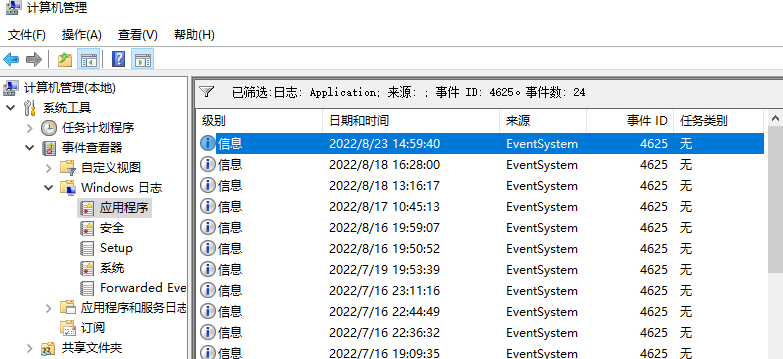 计算机管理
文件(F) 操作(A) 查看(V) 帮助(H)
计算机管理(本地)
系统工具
任务计划程序
事件查看器
自定义视图
Windows 日志
应用程序
安全
Setup
系统
Forwarded Eve
应用程序和服务日志
订阅
共享文件夹
已筛选:日志: Application; 来源: ; 事件 ID: 4625。事件数: 24
级别 日期和时间 来源 事件 ID 任务类别
信息 2022/8/23 14:59:40 EventSystem 4625 无
信息 2022/8/18 16:28:00 EventSystem 4625 无
信息 2022/8/18 13:16:17 EventSystem 4625 无
信息 2022/8/17 10:45:13 EventSystem 4625 无
信息 2022/8/16 19:59:07 EventSystem 4625 无
信息 2022/8/16 19:50:52 EventSystem 4625 无
信息 2022/7/19 19:53:39 EventSystem 4625 无
信息 2022/7/16 23:11:16 EventSystem 4625 无
信息 2022/7/16 22:44:49 EventSystem 4625 无
信息 2022/7/16 22:36:32 EventSystem 4625 无
信息 2022/7/16 19:09:35 EventSystem 4625 无